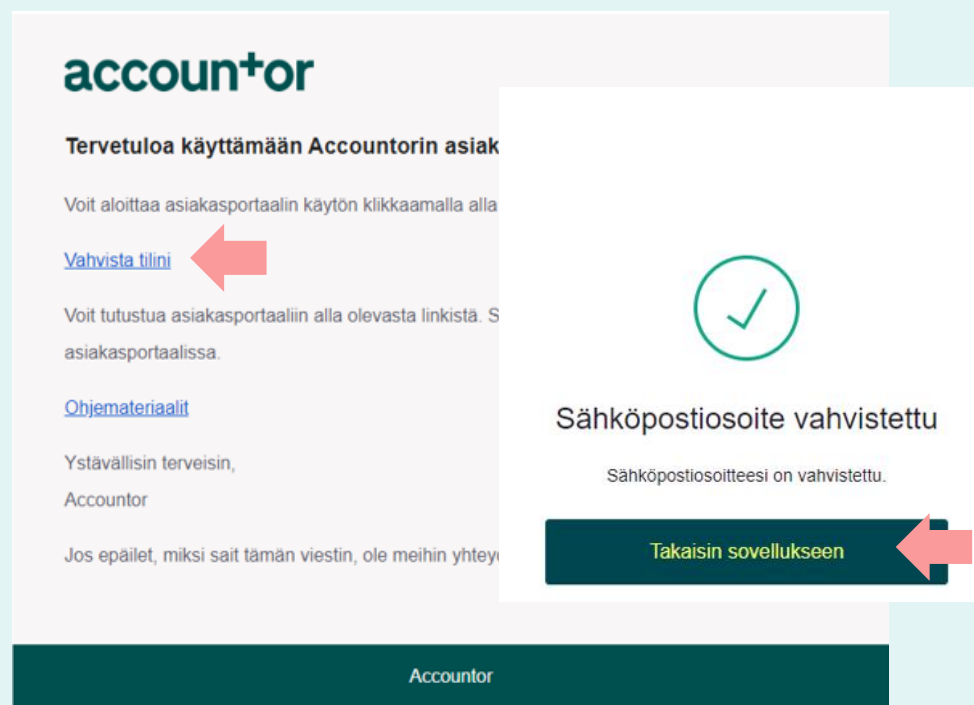 accountor
Tervetuloa käyttämään Accountorin asiak
Voit aloittaa asiakasportaalin käytön klikkaamalla alla
Vahvista tilini
Voit tutustua asiakasportaaliin alla olevasta linkistä. S
asiakasportaalissa.
Ohjemateriaalit
Ystävällisin terveisin,
Accountor
Jos epäilet, miksi sait tämän viestin, ole meihin yhteyd
Accountor
Sähköpostiosoite vahvistettu
Sähköpostiosoitteesi on vahvistettu.
Takaisin sovellukseen